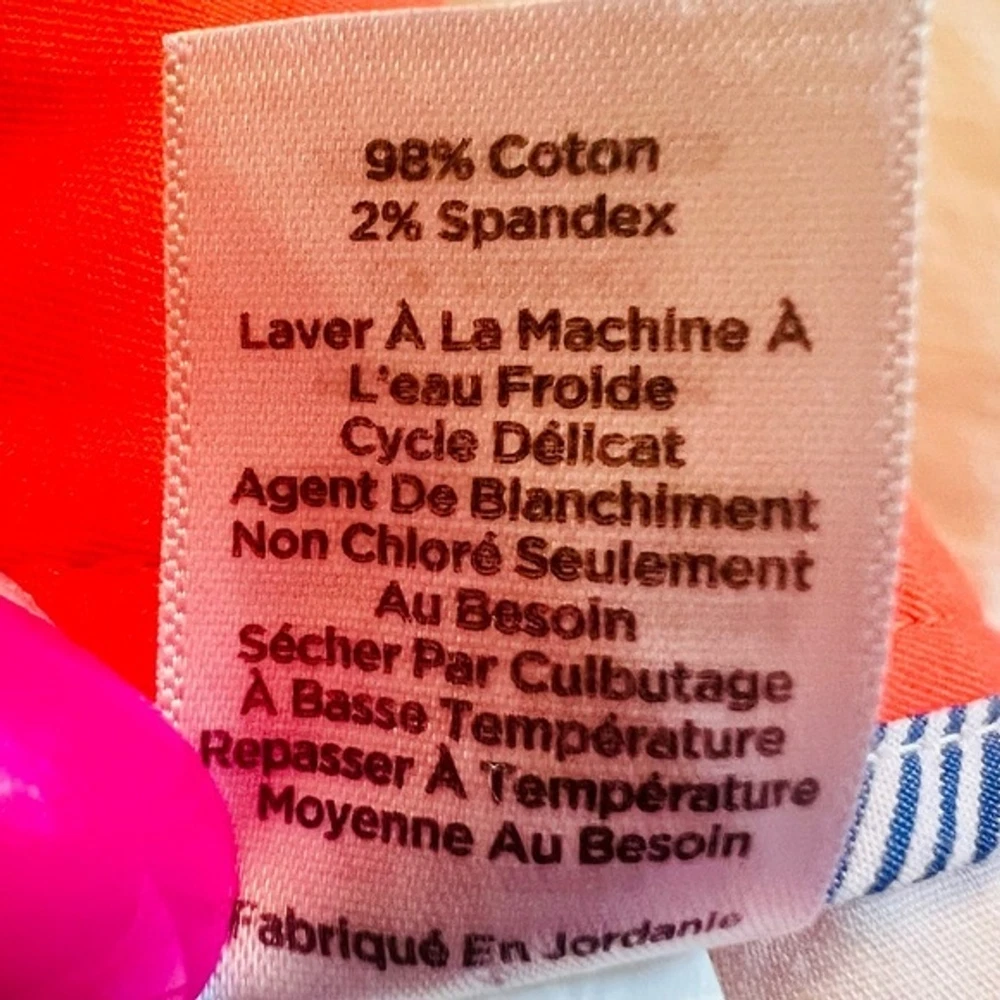 98% Coton
2% Spandex
Laver À La Machine À
L'eau Froide
Cycle Délicat
Agent De Blanchiment
Non Chloré Seulement
Au Besoin
Sécher Par Culbutage
À Basse Température
Repasser À Température
Moyenne Au Besoin
Fabriqué En Jordanie